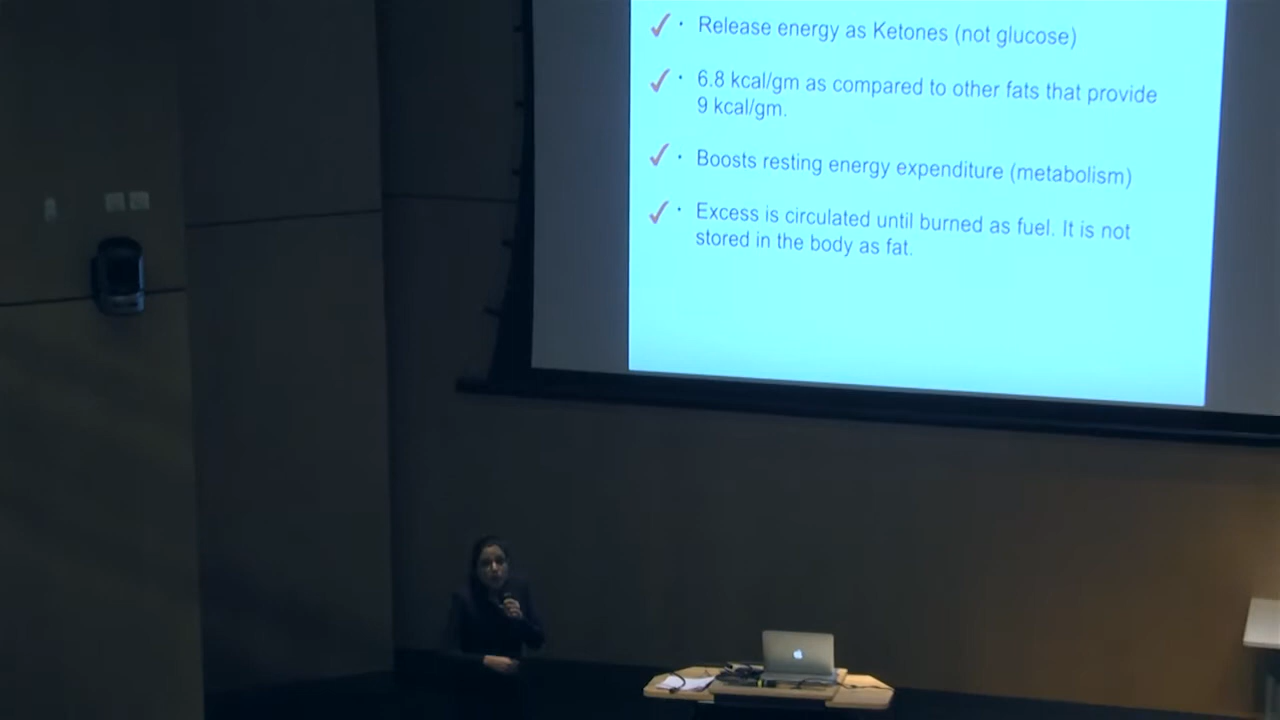 ✓ · Release energy as Ketones (not glucose)
✓ · 6.8 kcal/gm as compared to other fats that provide
9 kcal/gm.
✓ · Boosts resting energy expenditure (metabolism)
✓ · Excess is circulated until burned as fuel. It is not
stored in the body as fat.